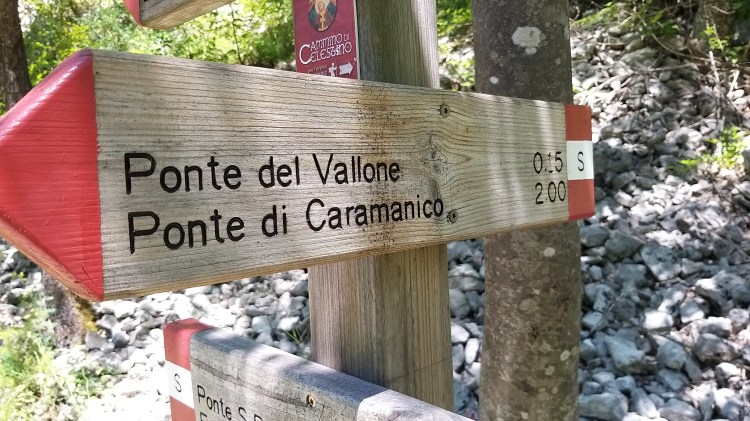 CAMMINO DI
CELESTINO
Ponte del Vallone 0.15
Ponte di Caramanico 2.00
S
S
Ponte S.